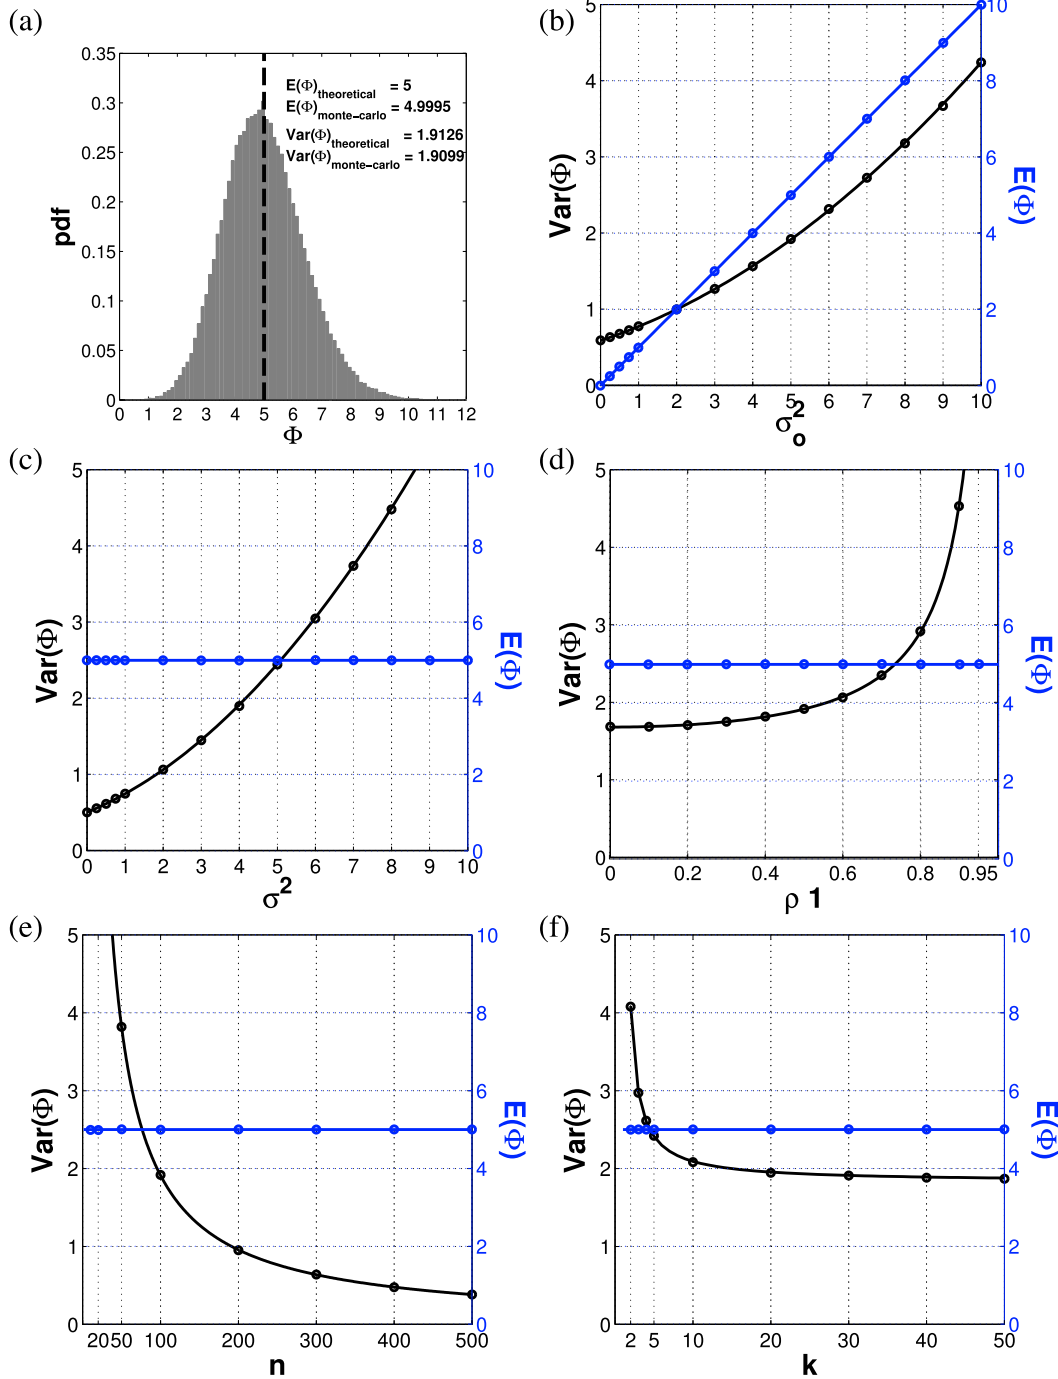 (a)
0.35
0.3
0.25
0.2
0.15
0.1
0.05
0
pdf
E(Φ)theoretical = 5
E(Φ)monte−carlo = 4.9995
Var(Φ)theoretical = 1.9126
Var(Φ)monte−carlo = 1.9099
0 1 2 3 4 5 6 7 8 9 10 11 12
Φ
(b)
5
4
3
2
1
0
Var(Φ)
10
8
6
4
2
0
E(Φ)
0 1 2 3 4 5 6 7 8 9 10
σo2
(c)
5
4
3
2
1
0
Var(Φ)
10
8
6
4
2
0
E(Φ)
0 1 2 3 4 5 6 7 8 9 10
σ2
(d)
5
4
3
2
1
0
Var(Φ)
10
8
6
4
2
0
E(Φ)
0 0.2 0.4 0.6 0.8 0.95
ρ 1
(e)
5
4
3
2
1
0
Var(Φ)
10
8
6
4
2
0
E(Φ)
20 50 100 200 300 400 500
n
(f)
5
4
3
2
1
0
Var(Φ)
10
8
6
4
2
0
E(Φ)
2 5 10 20 30 40 50
k